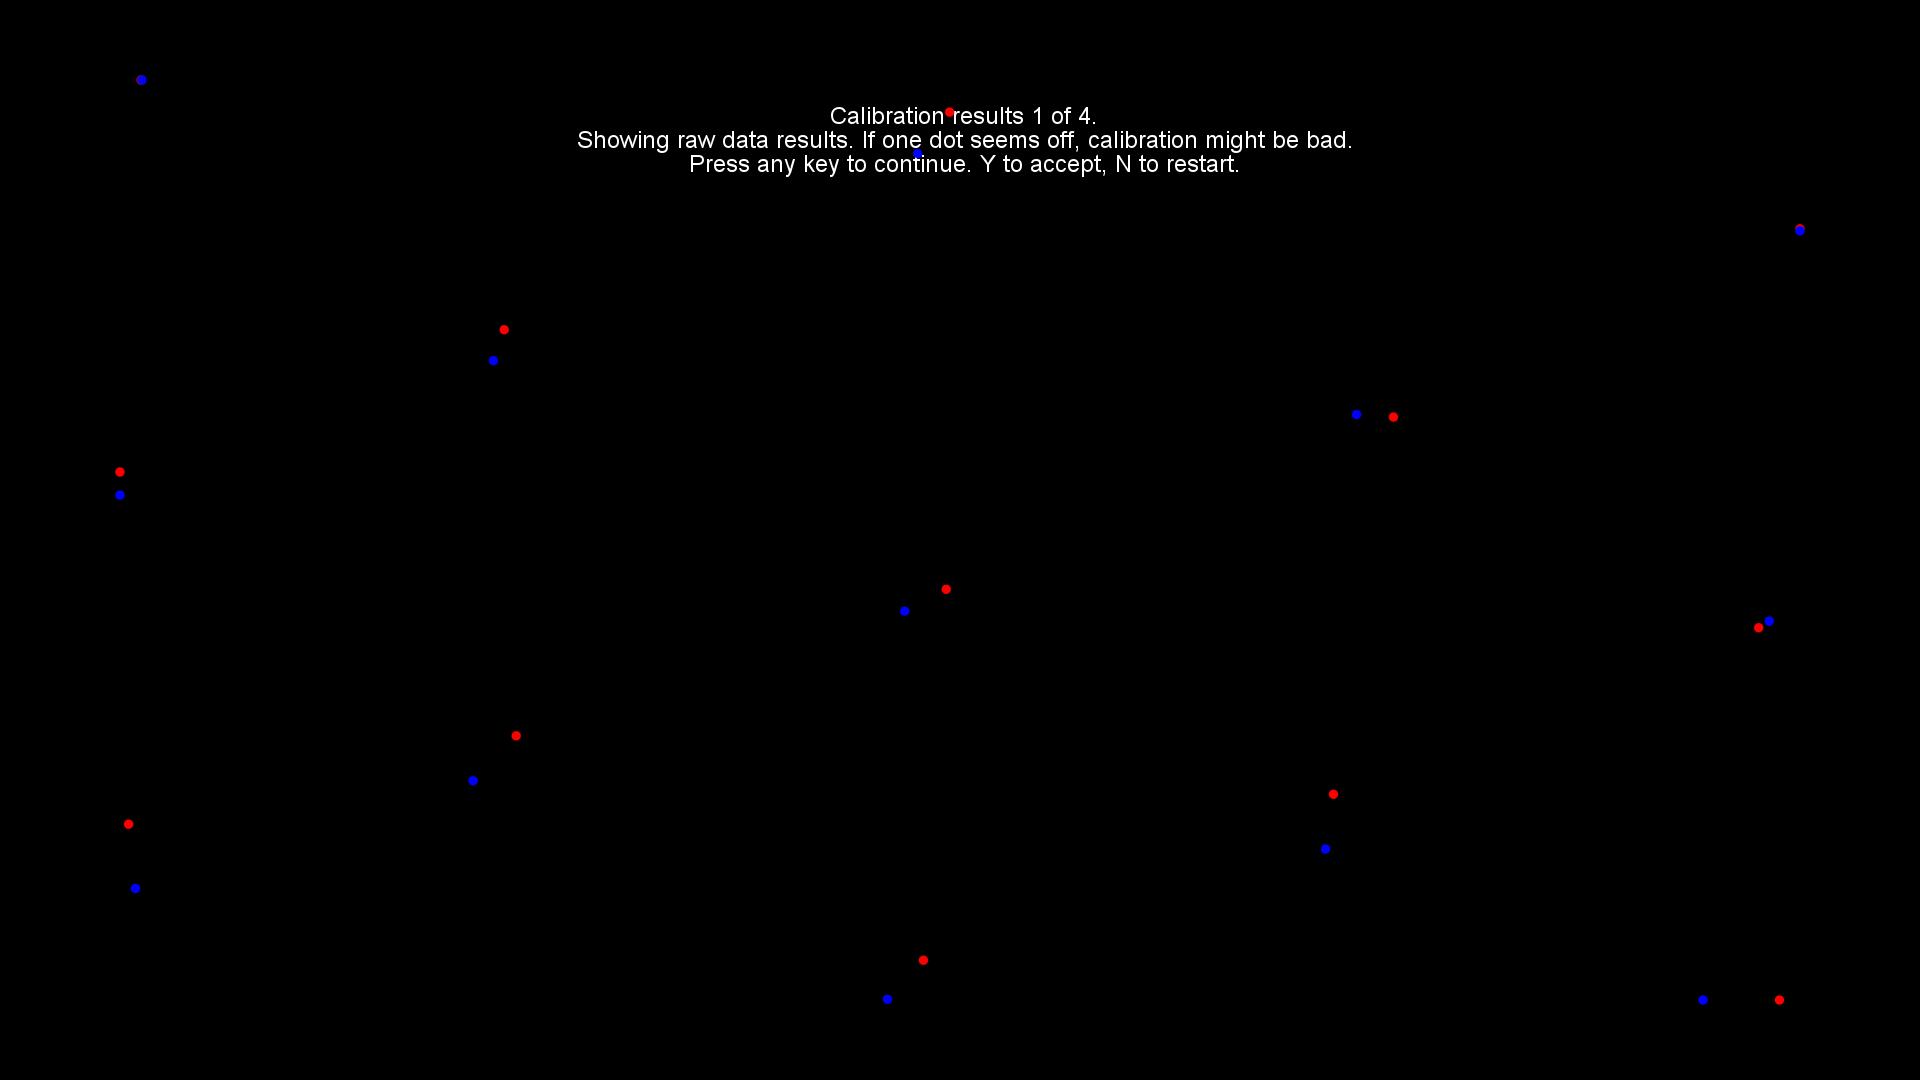 Calibration results 1 of 4.
Showing raw data results. If one dot seems off, calibration might be bad.
Press any key to continue. Y to accept, N to restart.